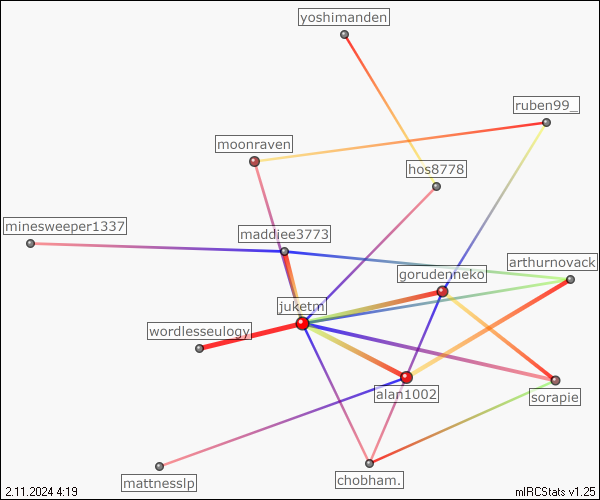 yoshimanden
ruben99_
moonraven
hos8778
minesweeper1337
maddiee3773
arthurnovack
gorudenneko
juketm
wordlesseulogy
alan1002
sorapie
mattnesslp
chobham.
2.11.2024 4:19
mIRCStats v1.25